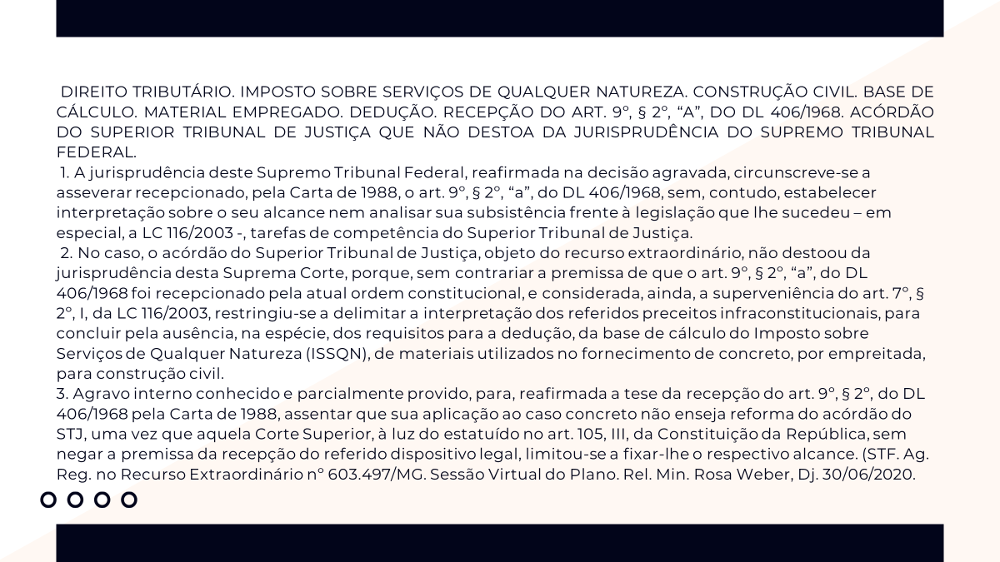 DIREITO TRIBUTÁRIO. IMPOSTO SOBRE SERVIÇOS DE QUALQUER NATUREZA. CONSTRUÇÃO CIVIL. BASE DE
CÁLCULO. MATERIAL EMPREGADO. DEDUÇÃO. RECEPÇÃO DO ART. 9º, § 2º, “A”, DO DL 406/1968. ACÓRDÃO
DO SUPERIOR TRIBUNAL DE JUSTIÇA QUE NÃO DESTOA DA JURISPRUDÊNCIA DO SUPREMO TRIBUNAL
FEDERAL.
1. A jurisprudência deste Supremo Tribunal Federal, reafirmada na decisão agravada, circunscreve-se a
asseverar recepcionado, pela Carta de 1988, o art. 9º, § 2º, “a”, do DL 406/1968, sem, contudo, estabelecer
interpretação sobre o seu alcance nem analisar sua subsistência frente à legislação que lhe sucedeu – em
especial, a LC 116/2003 -, tarefas de competência do Superior Tribunal de Justiça.
2. No caso, o acórdão do Superior Tribunal de Justiça, objeto do recurso extraordinário, não destoou da
jurisprudência desta Suprema Corte, porque, sem contrariar a premissa de que o art. 9º, § 2º, “a”, do DL
406/1968 foi recepcionado pela atual ordem constitucional, e considerada, ainda, a superveniência do art. 7º, §
2º, I, da LC 116/2003, restringiu-se a delimitar a interpretação dos referidos preceitos infraconstitucionais, para
concluir pela ausência, na espécie, dos requisitos para a dedução, da base de cálculo do Imposto sobre
Serviços de Qualquer Natureza (ISSQN), de materiais utilizados no fornecimento de concreto, por empreitada,
para construção civil.
3. Agravo interno conhecido e parcialmente provido, para, reafirmada a tese da recepção do art. 9º, § 2º, do DL
406/1968 pela Carta de 1988, assentar que sua aplicação ao caso concreto não enseja reforma do acórdão do
STJ, uma vez que aquela Corte Superior, à luz do estatuído no art. 105, III, da Constituição da República, sem
negar a premissa da recepção do referido dispositivo legal, limitou-se a fixar-lhe o respectivo alcance. (STF. Ag.
Reg. no Recurso Extraordinário nº 603.497/MG. Sessão Virtual do Plano. Rel. Min. Rosa Weber, Dj. 30/06/2020.